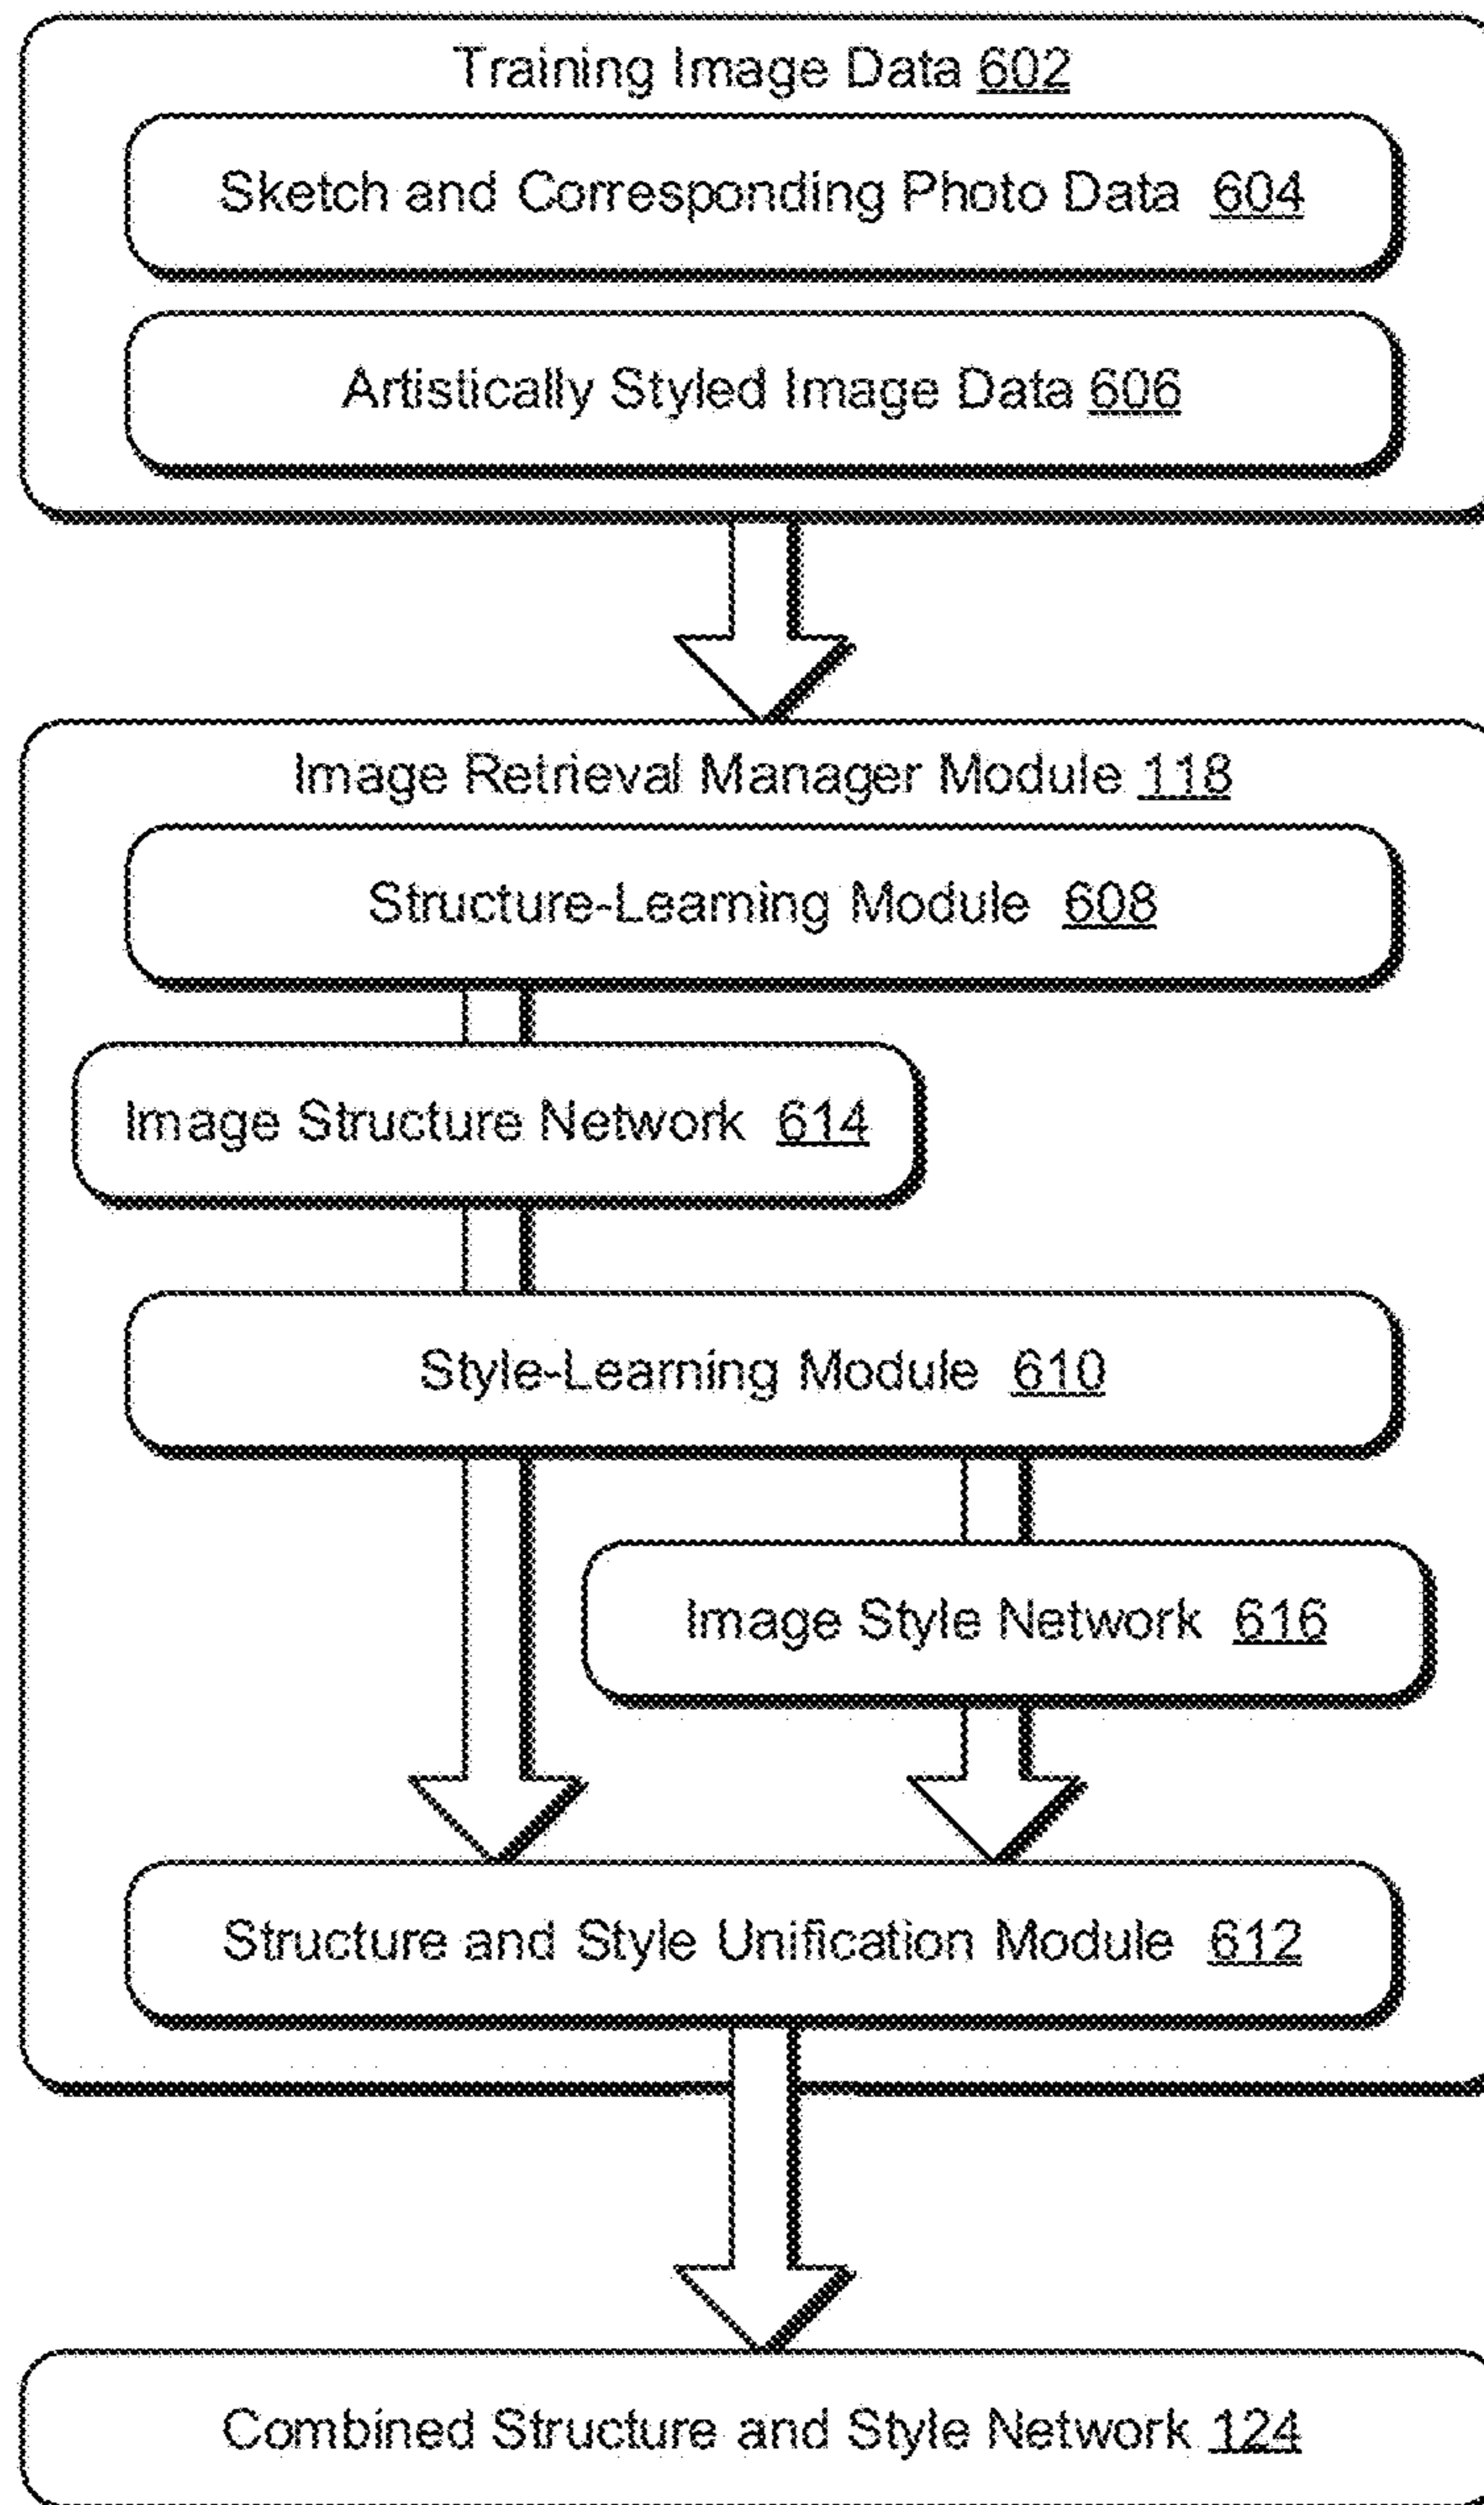 Training Image Data 602
Sketch and Corresponding Photo Data 604
Artistically Styled Image Data 606
Image Retrieval Manager Module 118
Structure-Learning Module 608
Image Structure Network 614
Style-Learning Module 610
Image Style Network 616
Structure and Style Unification Module 612
Combined Structure and Style Network 124